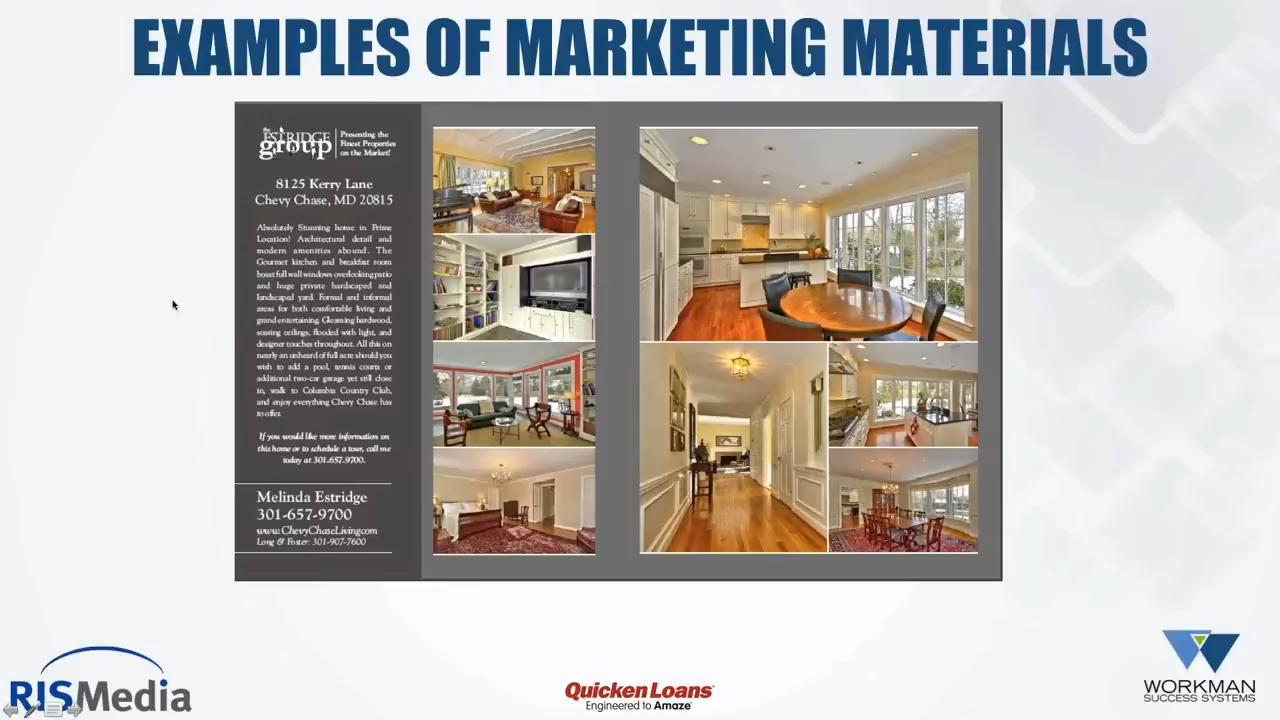 EXAMPLES OF MARKETING MATERIALS
the
ESTRIDGE
group
Presenting the
Finest Properties
on the Market!
8125 Kerry Lane
Chevy Chase, MD 20815
Absolutely Stunning home in Prime
Location! Architectural detail and
modern amenities abound. The
Gourmet kitchen and breakfast room
boast full wall windows overlooking patio
and huge private hardscaped and
landscaped yard. Formal and informal
areas for both comfortable living and
grand entertaining. Gleaming hardwood,
soaring ceilings, flooded with light, and
designer touches throughout. All this on
nearly an unheard of full acre should you
wish to add a pool, tennis courts or
additional two-car garage yet still close
in, walk to Columbia Country Club,
and enjoy everything Chevy Chase has
to offer.
If you would like more information on
this home or to schedule a tour, call me
today at 301.657.9700.
Melinda Estridge
301-657-9700
www.ChevyChaseLiving.com
Long & Foster: 301-907-7600
RISMedia
Quicken Loans
Engineered to Amaze
WORKMAN
SUCCESS SYSTEMS